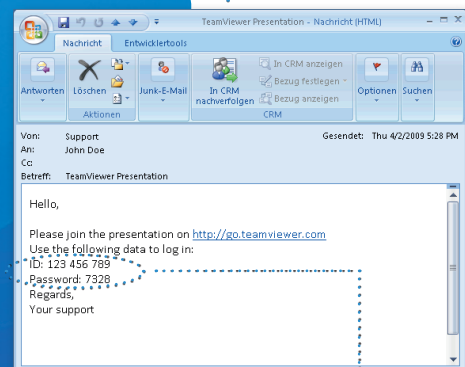 TeamViewer Presentation - Nachricht (HTML)
Nachricht Entwicklertools
Antworten
Löschen
Junk-E-Mail
In CRM
nachverfolgen
In CRM anzeigen
Bezug festlegen
Bezug anzeigen
Optionen
Suchen
Aktionen
CRM
Von: Support
Gesendet: Thu 4/2/2009 5:28 PM
An: John Doe
Cc:
Betreff: TeamViewer Presentation
Hello,
Please join the presentation on http://go.teamviewer.com
Use the following data to log in:
ID: 123 456 789
Password: 7328
Regards,
Your support